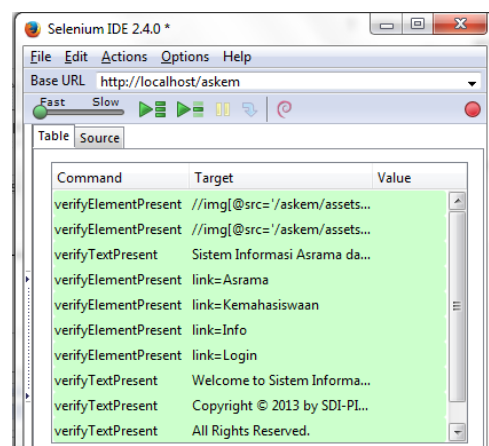 Selenium IDE 2.4.0 *
File Edit Actions Options Help
Base URL http://localhost/askem
Fast Slow
Table Source
Command Target Value
verifyElementPresent //img[@src='/askem/assets...
verifyElementPresent //img[@src='/askem/assets...
verifyTextPresent Sistem Informasi Asrama da...
verifyElementPresent link=Asrama
verifyElementPresent link=Kemahasiswaan
verifyElementPresent link=Info
verifyElementPresent link=Login
verifyTextPresent Welcome to Sistem Informa...
verifyTextPresent Copyright © 2013 by SDI-PI...
verifyTextPresent All Rights Reserved.